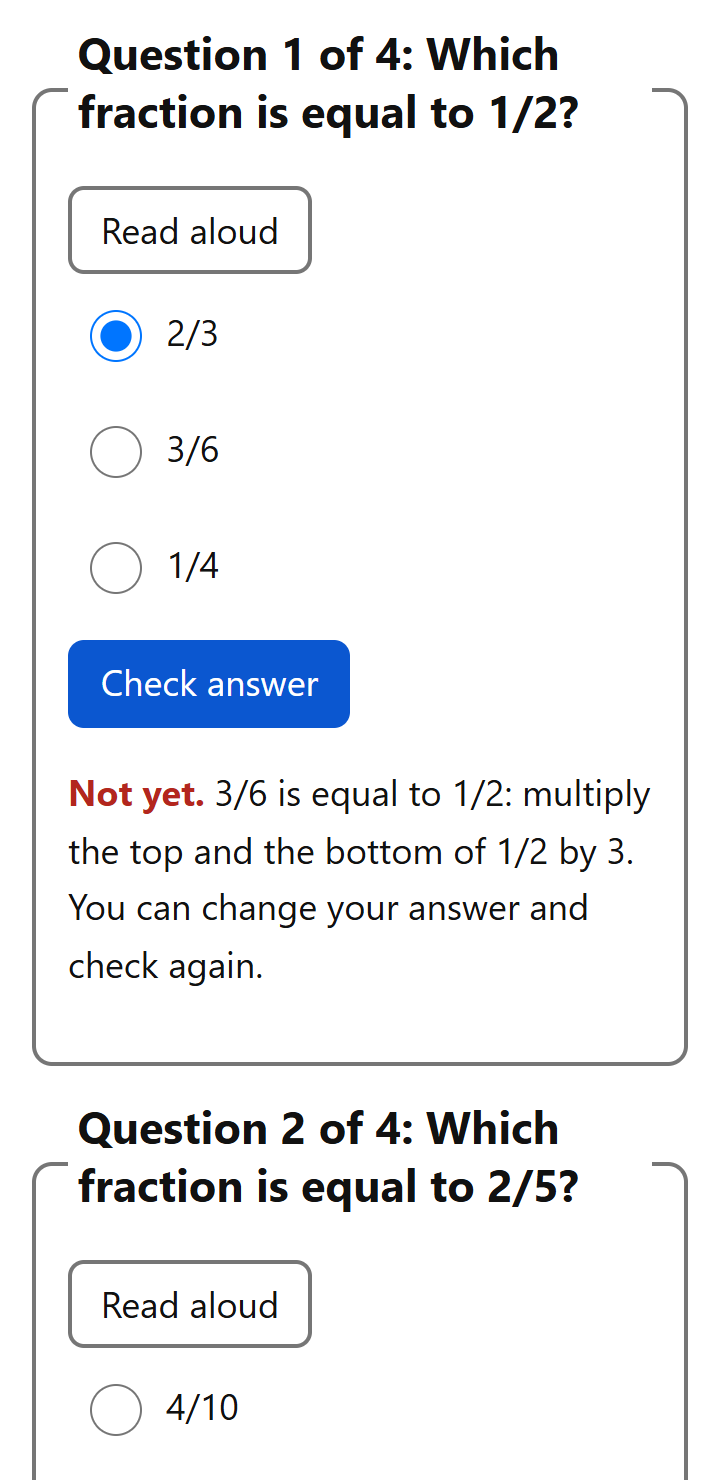 Question 1 of 4: Which
fraction is equal to 1/2?
Read aloud
2/3
3/6
1/4
Check answer
Not yet. 3/6 is equal to 1/2: multiply
the top and the bottom of 1/2 by 3.
You can change your answer and
check again.
Question 2 of 4: Which
fraction is equal to 2/5?
Read aloud
4/10